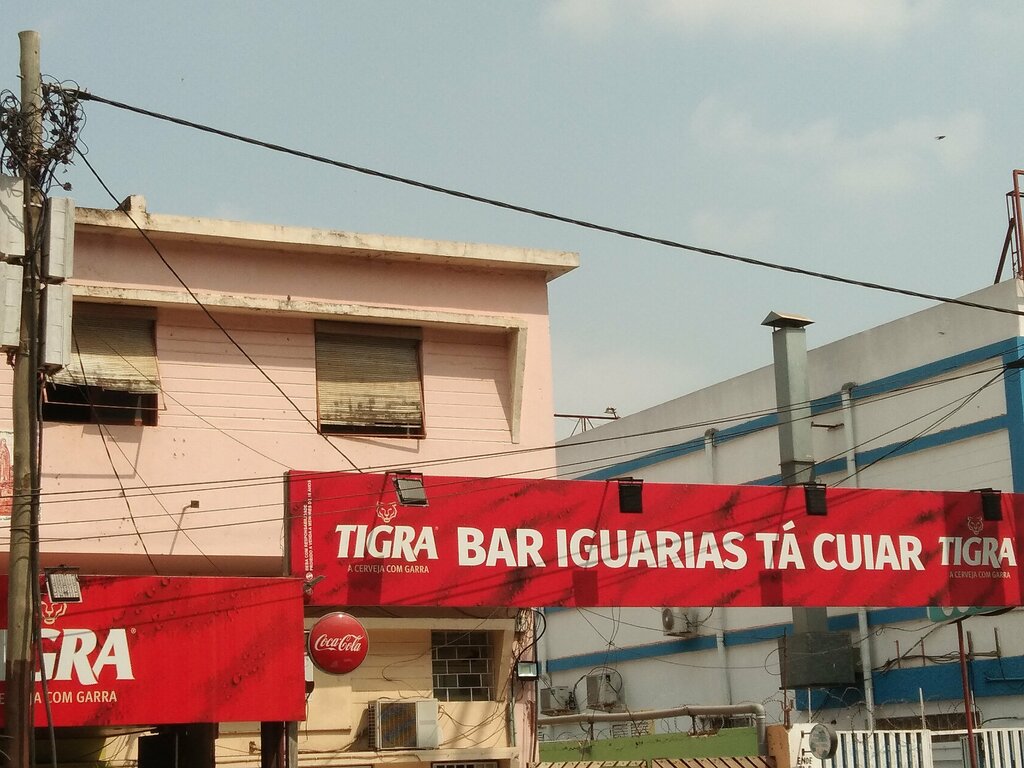 TIGRA
A CERVEJA COM GARRA
BAR IGUARIAS TÁ CUIAR
TIGRA
A CERVEJA COM GARRA
GRA
COM GARRA
Coca-Cola